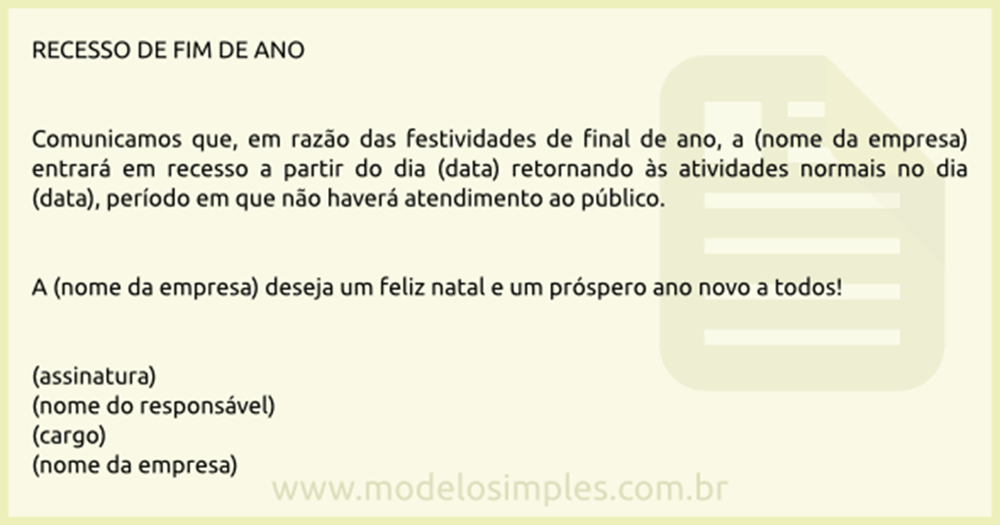 RECESSO DE FIM DE ANO
Comunicamos que, em razão das festividades de final de ano, a (nome da empresa)
entrará em recesso a partir do dia (data) retornando às atividades normais no dia
(data), período em que não haverá atendimento ao público.
A (nome da empresa) deseja um feliz natal e um próspero ano novo a todos!
(assinatura)
(nome do responsável)
(cargo)
(nome da empresa)
www.modelosimples.com.br